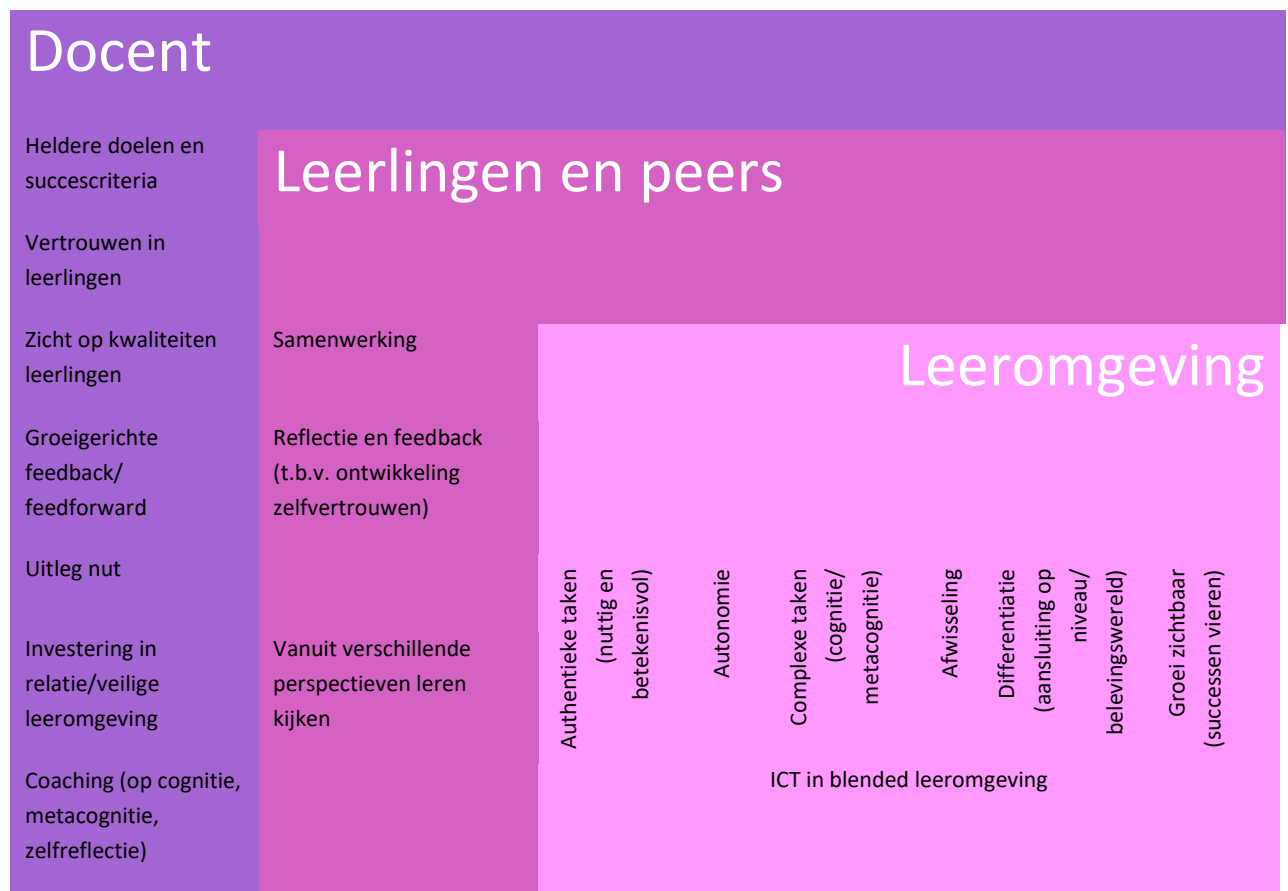 Docent
Heldere doelen en
succescriteria
Vertrouwen in
leerlingen
Zicht op kwaliteiten
leerlingen
Groeigerichte
feedback/
feedforward
Uitleg nut
Investering in
relatie/veilige
leeromgeving
Coaching (op cognitie,
metacognitie,
zelfreflectie)
Leerlingen en peers
Samenwerking
Reflectie en feedback
(t.b.v. ontwikkeling
zelfvertrouwen)
Vanuit verschillende
perspectieven leren
kijken
Leeromgeving
Authentieke taken
(nuttig en
betekenisvol)
Autonomie
Complexe taken
(cognitie/
metacognitie)
Afwisseling
Differentiatie
(aansluiting op
niveau/
belevingswereld)
Groei zichtbaar
(successen vieren)
ICT in blended leeromgeving